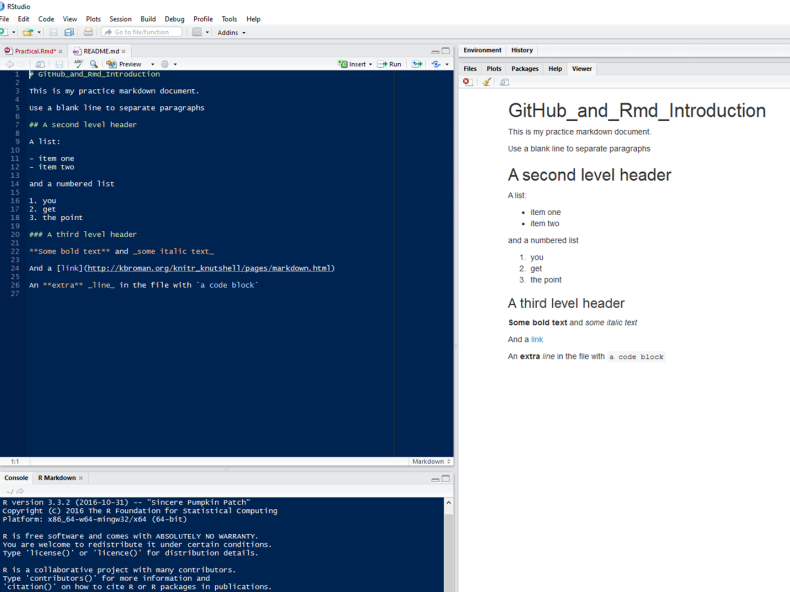 RStudio
File Edit Code View Plots Session Build Debug Profile Tools Help
Go to file/function Addins
Practical.Rmd* README.md
Preview Insert Run
1 # GitHub_and_Rmd_Introduction
2
3 This is my practice markdown document.
4
5 Use a blank line to separate paragraphs
6
7 ## A second level header
8
9 A list:
10
11 - item one
12 - item two
13
14 and a numbered list
15
16 1. you
17 2. get
18 3. the point
19
20 ### A third level header
21
22 **Some bold text** and _some italic text_
23
24 And a [link](http://kbroman.org/knitr_knutshell/pages/markdown.html)
25
26 An **extra** _line_ in the file with `a code block`
27
1:1 Markdown
Console R Markdown
~/
R version 3.3.2 (2016-10-31) -- "Sincere Pumpkin Patch"
Copyright (C) 2016 The R Foundation for Statistical Computing
Platform: x86_64-w64-mingw32/x64 (64-bit)
R is free software and comes with ABSOLUTELY NO WARRANTY.
You are welcome to redistribute it under certain conditions.
Type 'license()' or 'licence()' for distribution details.
R is a collaborative project with many contributors.
Type 'contributors()' for more information and
'citation()' on how to cite R or R packages in publications.
Environment History
Files Plots Packages Help Viewer
GitHub_and_Rmd_Introduction
This is my practice markdown document.
Use a blank line to separate paragraphs
A second level header
A list:
• item one
• item two
and a numbered list
1. you
2. get
3. the point
A third level header
Some bold text and some italic text
And a link
An extra line in the file with a code block